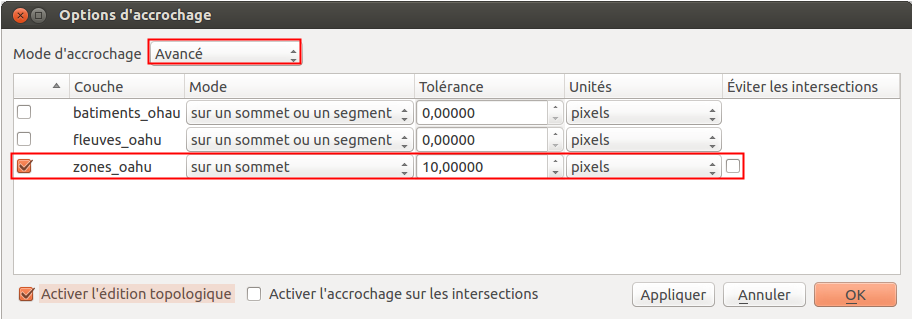 Options d'accrochage
Mode d'accrochage Avancé
Couche Mode Tolérance Unités Éviter les intersections
batiments_ohau sur un sommet ou un segment 0,00000 pixels
fleuves_oahu sur un sommet ou un segment 0,00000 pixels
zones_oahu sur un sommet 10,00000 pixels
Activer l'édition topologique Activer l'accrochage sur les intersections Appliquer Annuler OK